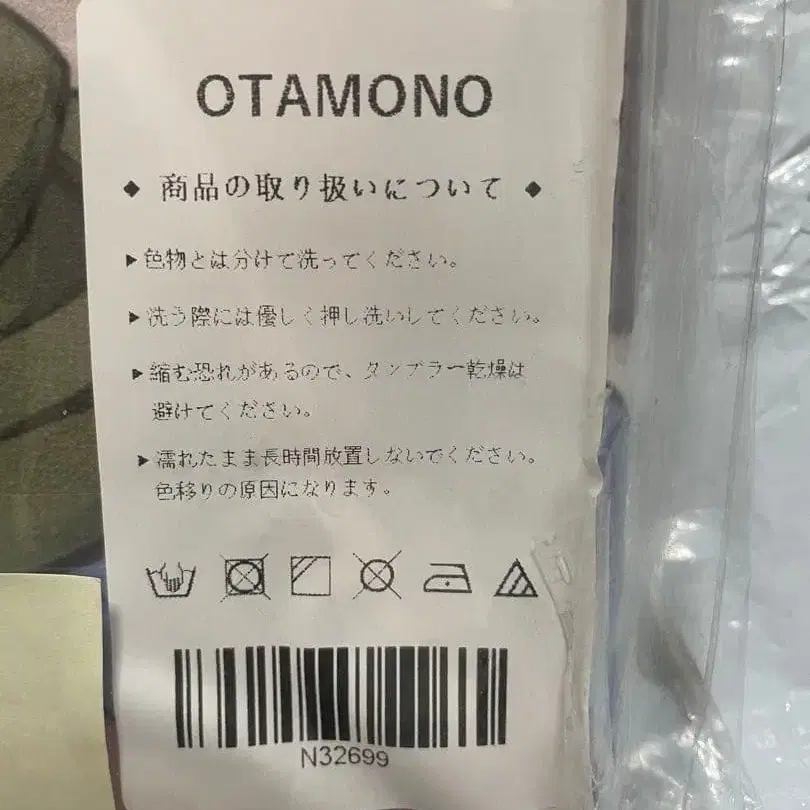 OTAMONO
◆ 商品の取り扱いについて ◆
▶色物とは分けて洗ってください。
▶洗う際には優しく押し洗いしてください。
▶縮む恐れがあるので、タンブラー乾燥は
避けてください。
▶濡れたまま長時間放置しないでください。
色移りの原因になります。
N32699